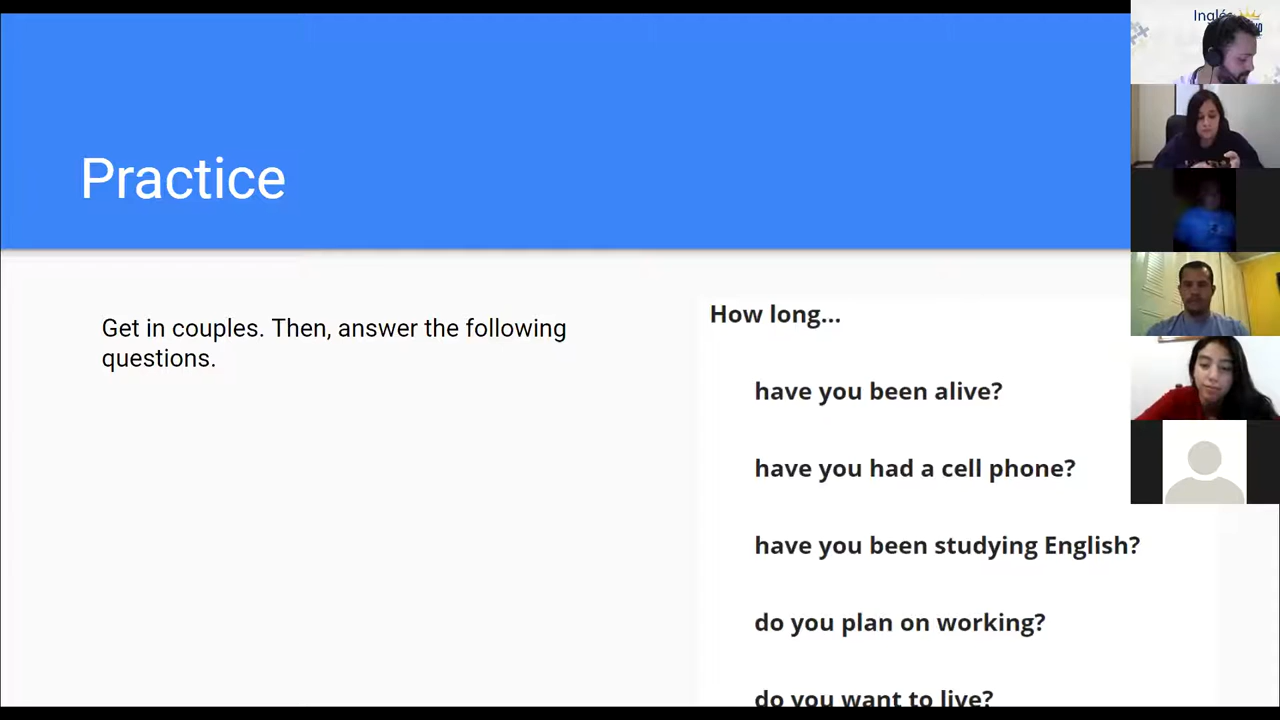 Practice
Get in couples. Then, answer the following
questions.
How long...
have you been alive?
have you had a cell phone?
have you been studying English?
do you plan on working?
do you want to live?
Inglés